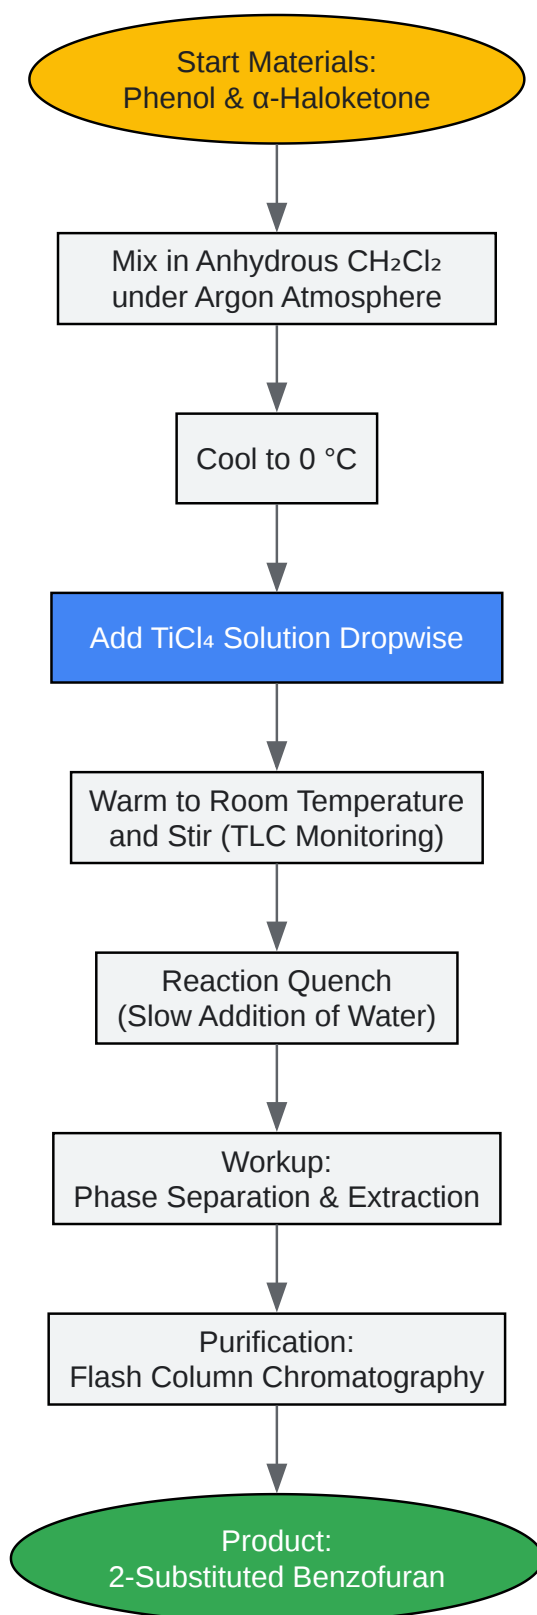 Start Materials:
Phenol & α-Haloketone
Mix in Anhydrous CH₂Cl₂
under Argon Atmosphere
Cool to 0 °C
Add TiCl₄ Solution Dropwise
Warm to Room Temperature
and Stir (TLC Monitoring)
Reaction Quench
(Slow Addition of Water)
Workup:
Phase Separation & Extraction
Purification:
Flash Column Chromatography
Product:
2-Substituted Benzofuran